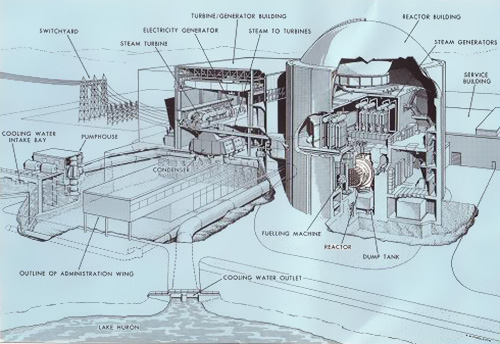 TURBINE/GENERATOR BUILDING
REACTOR BUILDING
SWITCHYARD
ELECTRICITY GENERATOR
STEAM TO TURBINES
STEAM TURBINE
STEAM GENERATORS
SERVICE
BUILDING
COOLING WATER
INTAKE BAY
PUMPHOUSE
CONDENSER
FUELLING MACHINE
REACTOR
DUMP TANK
OUTLINE OF ADMINISTRATION WING
COOLING WATER OUTLET
LAKE HURON